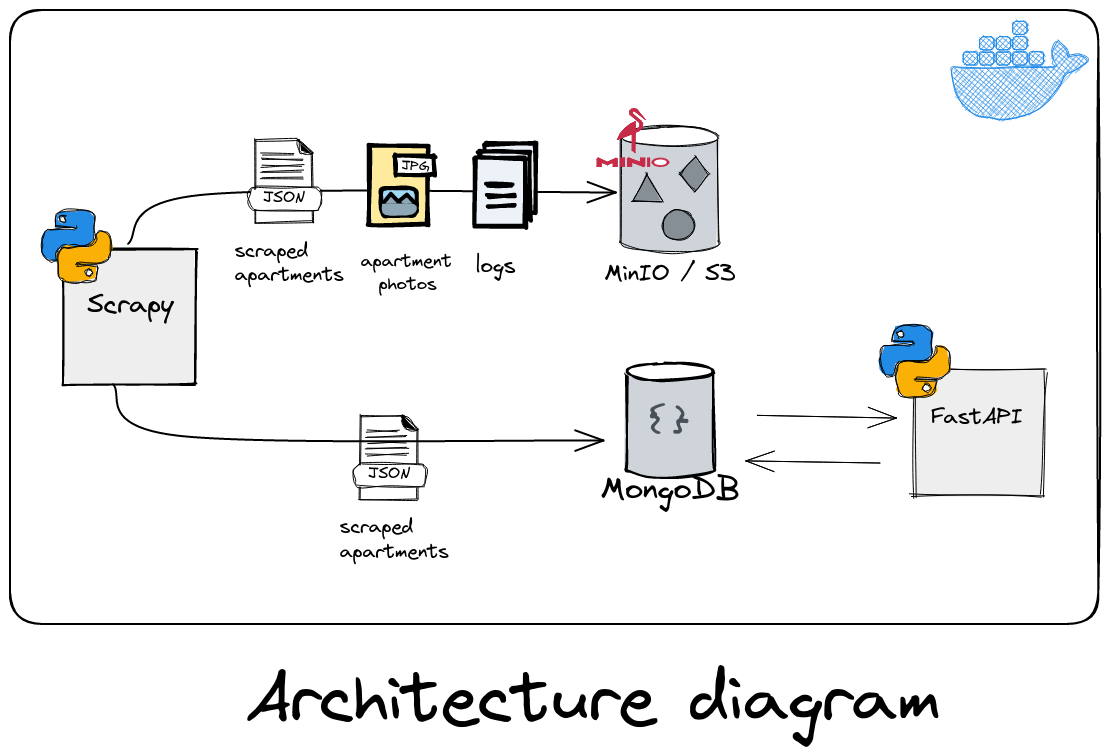 JSON
scraped
apartments
JPG
apartment
photos
logs
MINIO
MinIO / S3
Scrapy
JSON
scraped
apartments
{ }
MongoDB
FastAPI
Architecture diagram